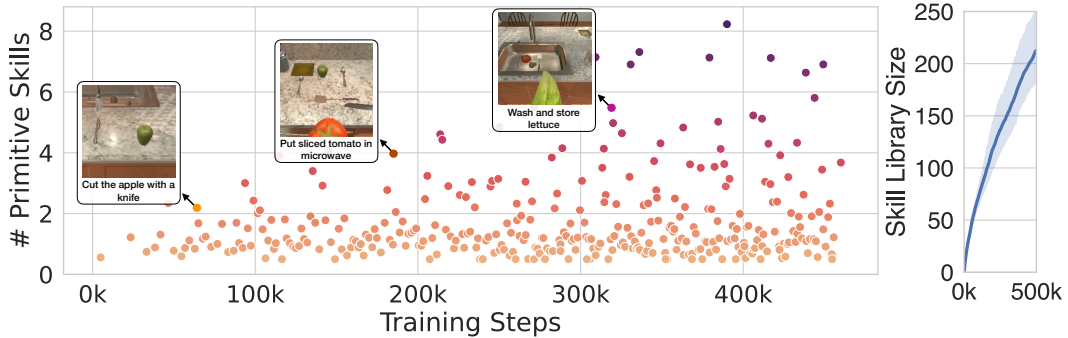 # Primitive Skills
8
6
4
2
0
Cut the apple with a
knife
Put sliced tomato in
microwave
Wash and store
lettuce
0k
100k
200k
300k
400k
Training Steps
Skill Library Size
250
200
150
100
50
0
0k
500k